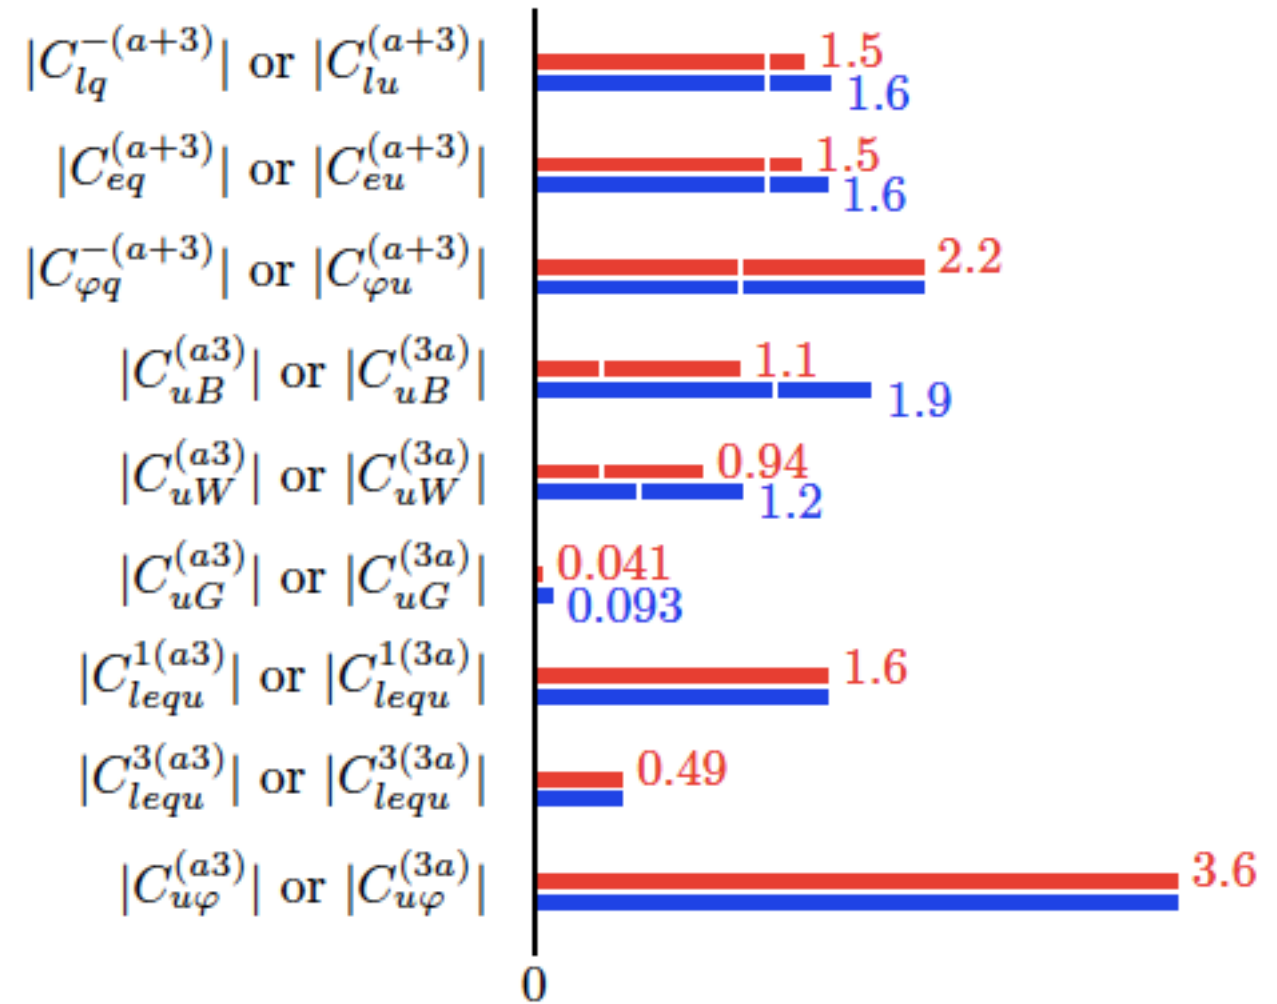 |C_{lq}^{-(a+3)}| or |C_{lu}^{(a+3)}|
1.5
1.6
|C_{eq}^{(a+3)}| or |C_{eu}^{(a+3)}|
1.5
1.6
|C_{φq}^{-(a+3)}| or |C_{φu}^{(a+3)}|
2.2
|C_{uB}^{(a3)}| or |C_{uB}^{(3a)}|
1.1
1.9
|C_{uW}^{(a3)}| or |C_{uW}^{(3a)}|
0.94
1.2
|C_{uG}^{(a3)}| or |C_{uG}^{(3a)}|
0.041
0.093
|C_{lequ}^{1(a3)}| or |C_{lequ}^{1(3a)}|
1.6
|C_{lequ}^{3(a3)}| or |C_{lequ}^{3(3a)}|
0.49
|C_{uφ}^{(a3)}| or |C_{uφ}^{(3a)}|
3.6
0